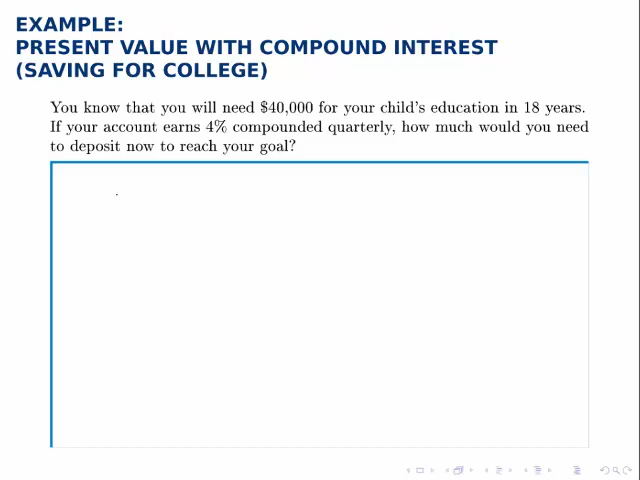 EXAMPLE:
PRESENT VALUE WITH COMPOUND INTEREST
(SAVING FOR COLLEGE)
You know that you will need $40,000 for your child's education in 18 years.
If your account earns 4% compounded quarterly, how much would you need
to deposit now to reach your goal?